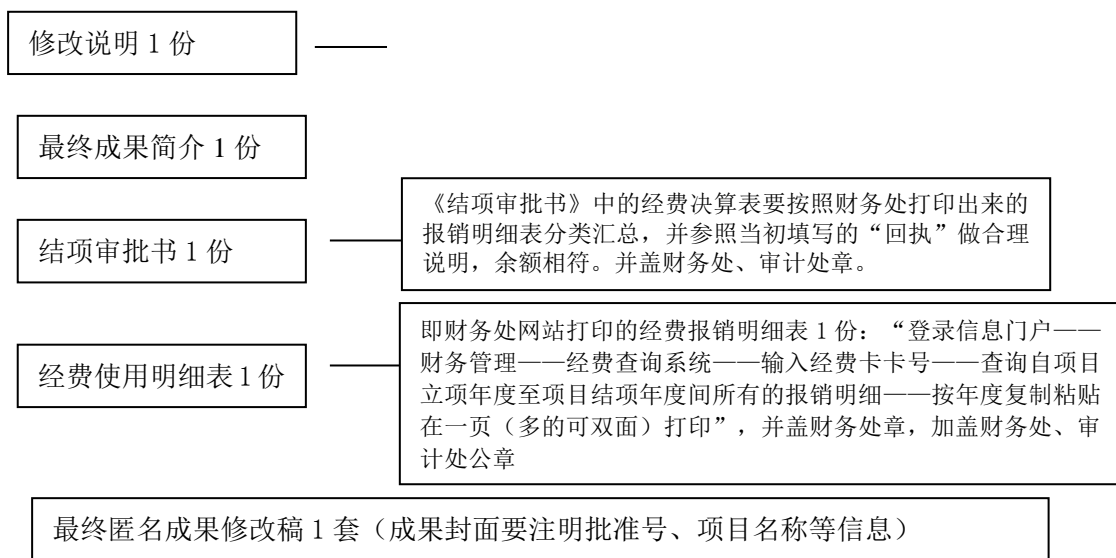 修改说明 1 份
最终成果简介 1 份
《结项审批书》中的经费决算表要按照财务处打印出来的
报销明细表分类汇总，并参照当初填写的“回执”做合理
说明，余额相符。并盖财务处、审计处章。
结项审批书 1 份
即财务处网站打印的经费报销明细表 1 份：“登录信息门户——
财务管理——经费查询系统——输入经费卡卡号——查询自项目
立项年度至项目结项年度间所有的报销明细——按年度复制粘贴
在一页（多的可双面）打印”，并盖财务处章，加盖财务处、审
计处公章
经费使用明细表 1 份
最终匿名成果修改稿 1 套（成果封面要注明批准号、项目名称等信息）